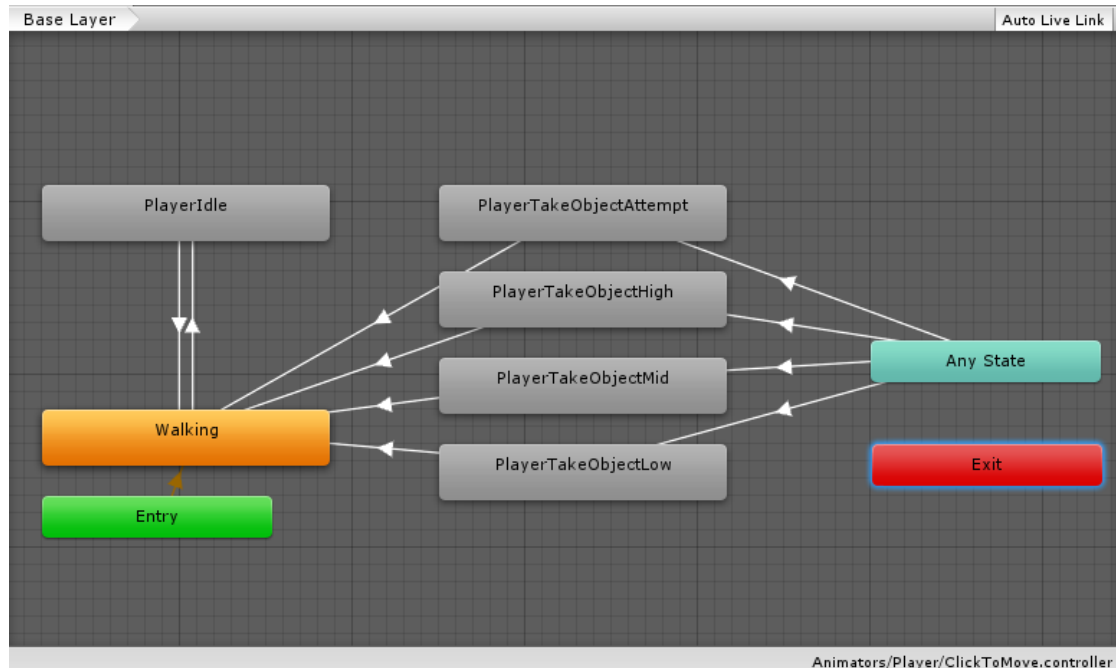 Base Layer
Auto Live Link
PlayerIdle
PlayerTakeObjectAttempt
PlayerTakeObjectHigh
Any State
PlayerTakeObjectMid
Walking
PlayerTakeObjectLow
Exit
Entry
Animators/Player/ClickToMove.controller